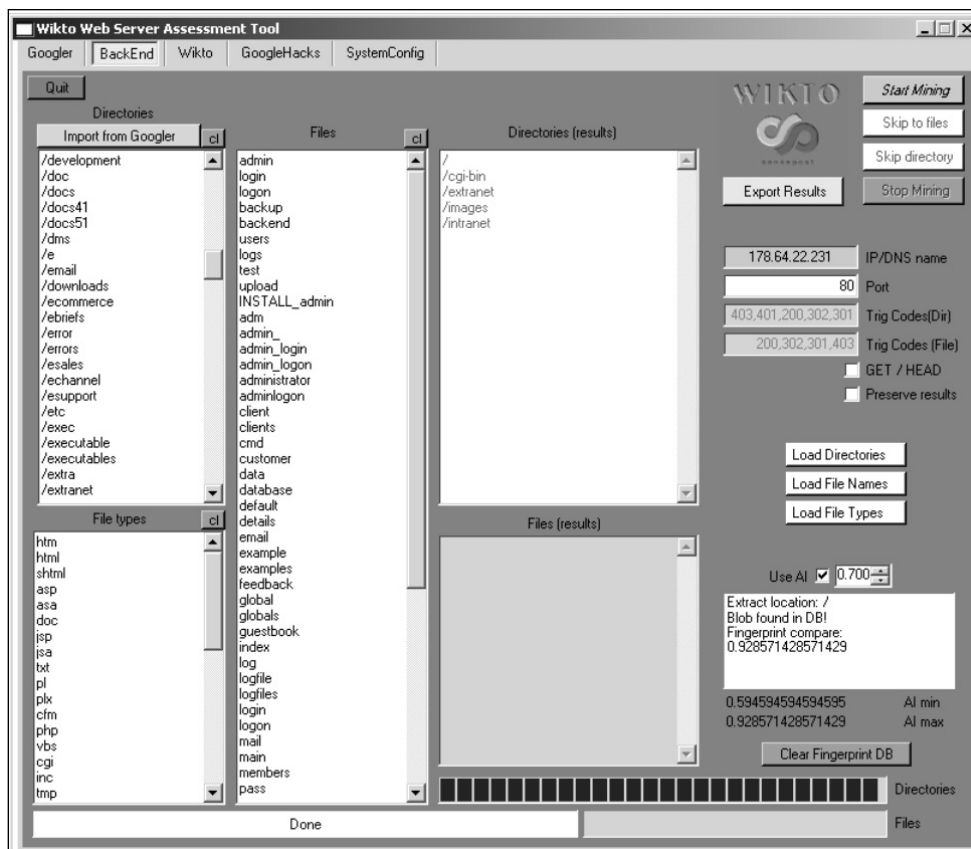 Wikto Web Server Assessment Tool
Googler BackEnd Wikto GoogleHacks SystemConfig
Quit
Directories
Import from Googler cl
/development
/doc
/docs
/docs41
/docs51
/dms
/e
/email
/downloads
/ecommerce
/ebriefs
/error
/errors
/esales
/echannel
/esupport
/etc
/exec
/executable
/executables
/extra
/extranet
File types cl
htm
html
shtml
asp
asa
doc
jsp
jsa
txt
pl
plx
cfm
php
vbs
cgi
inc
tmp
Files cl
admin
login
logon
backup
backend
users
logs
test
upload
INSTALL_admin
adm
admin_
admin_login
admin_logon
administrator
adminlogon
client
clients
cmd
customer
data
database
default
details
email
example
examples
feedback
global
globals
guestbook
index
log
logfile
logfiles
login
logon
mail
main
members
pass
Directories (results)
/
/cgi-bin
/extranet
/images
/intranet
Files (results)
WIKTO
sensepost
Export Results
Start Mining
Skip to files
Skip directory
Stop Mining
178.64.22.231 IP/DNS name
80 Port
403,401,200,302,301 Trig Codes(Dir)
200,302,301,403 Trig Codes (File)
GET / HEAD
Preserve results
Load Directories
Load File Names
Load File Types
Use AI 0.700
Extract location: /
Blob found in DB!
Fingerprint compare:
0.928571428571429
0.594594594594595 AI min
0.928571428571429 AI max
Clear Fingerprint DB
Directories
Done
Files